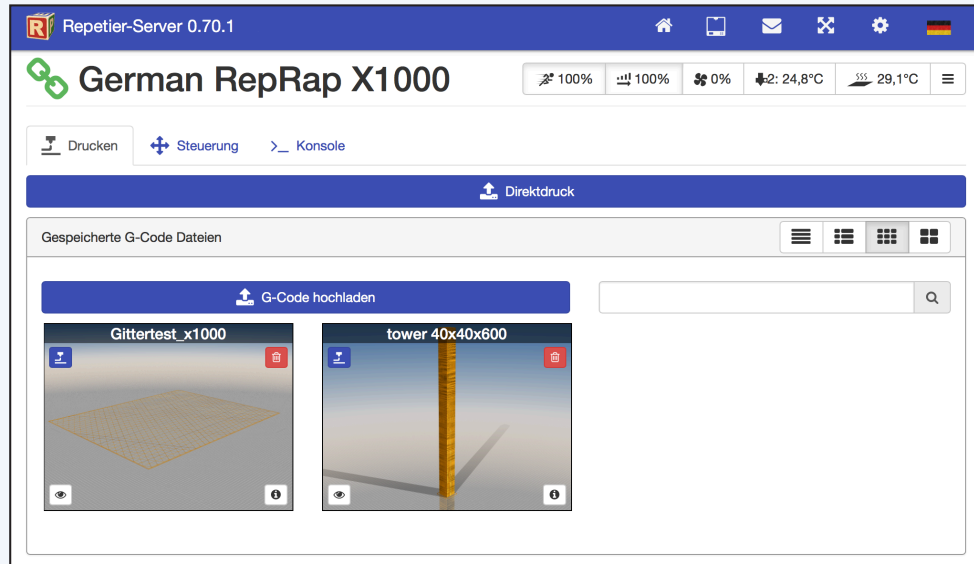 R Repetier-Server 0.70.1
German RepRap X1000
100% 100% 0% 2: 24,8°C 29,1°C
Drucken Steuerung >_ Konsole
Direktdruck
Gespeicherte G-Code Dateien
G-Code hochladen
Gittertest_x1000 tower 40x40x600